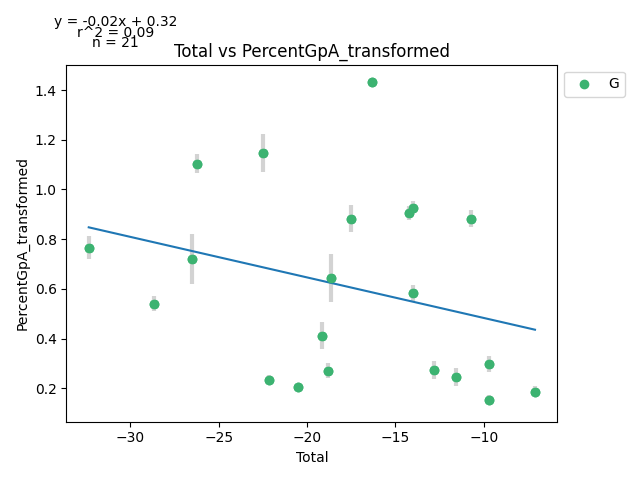 y = -0.02x + 0.32
r^2 = 0.09
n = 21
Total vs PercentGpA_transformed
G
PercentGpA_transformed
1.4
1.2
1.0
0.8
0.6
0.4
0.2
−30
−25
−20
−15
−10
Total